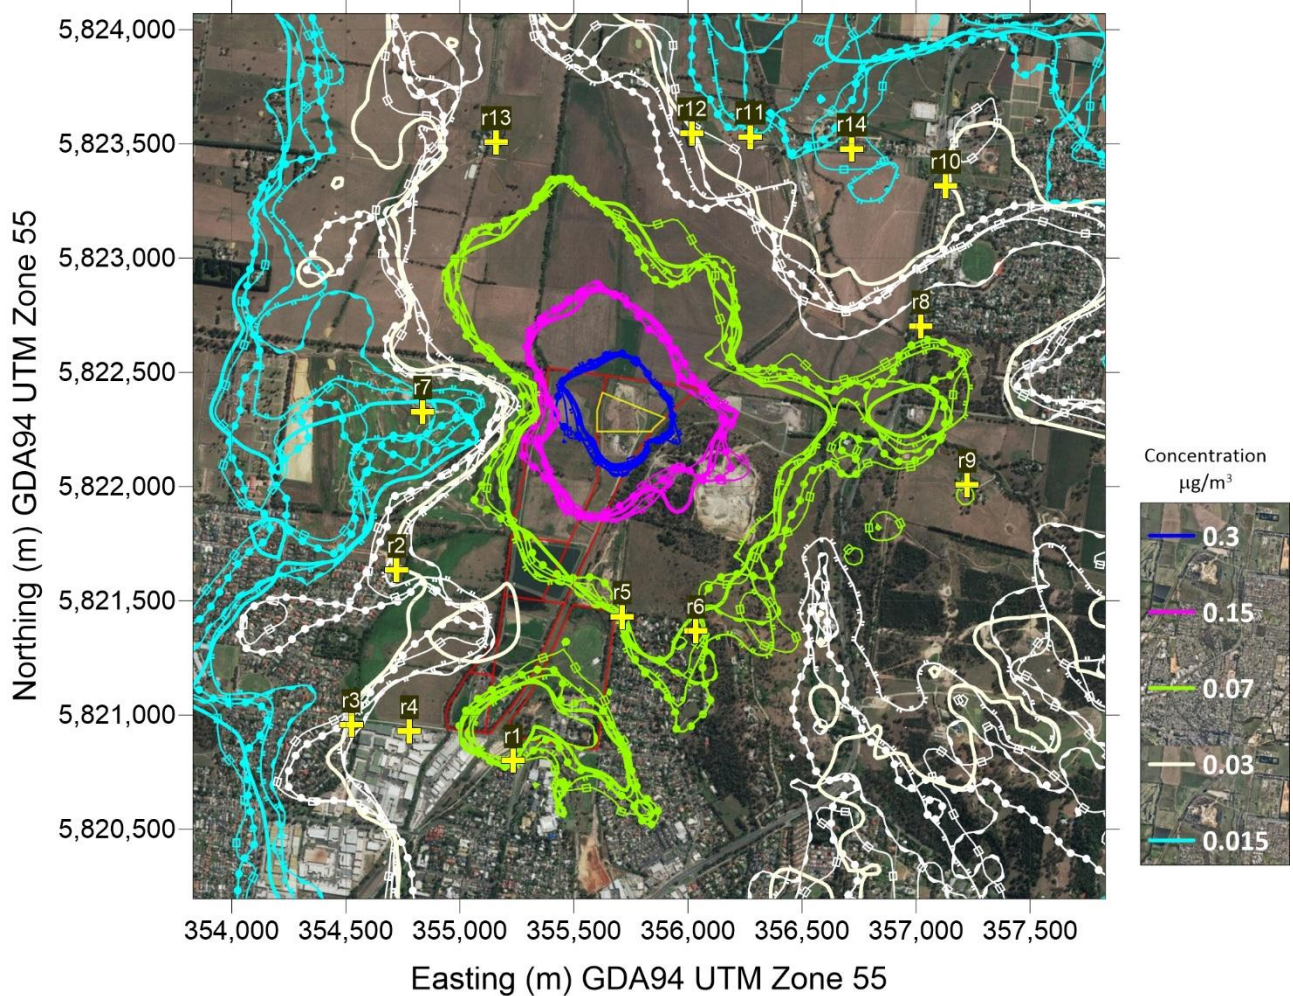 5,824,000
5,823,500
5,823,000
5,822,500
5,822,000
5,821,500
5,821,000
5,820,500
Northing (m) GDA94 UTM Zone 55
r12
r11
r13
r14
r10
r8
r7
r9
r2
r5
r6
r3
r4
r1
354,000
354,500
355,000
355,500
356,000
356,500
357,000
357,500
Easting (m) GDA94 UTM Zone 55
Concentration
µg/m³
0.3
0.15
0.07
0.03
0.015